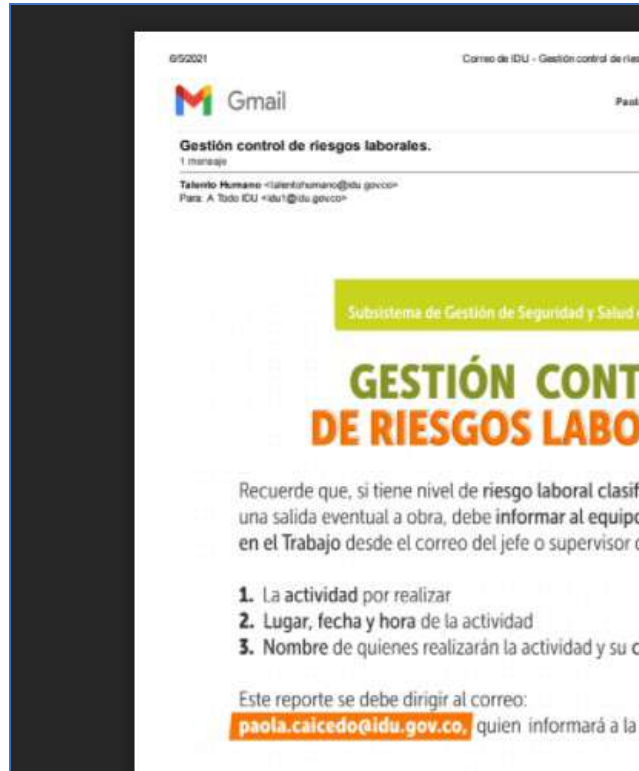 6/5/2021 Correo de IDU - Gestión control de ries
Gmail Paol
Gestión control de riesgos laborales.
1 mensaje
Talento Humano <talentohumano@idu.gov.co>
Para: A Todo IDU <idu1@idu.gov.co>
Subsistema de Gestión de Seguridad y Salud
GESTIÓN CONT
DE RIESGOS LABO
Recuerde que, si tiene nivel de riesgo laboral clasif
una salida eventual a obra, debe informar al equipo
en el Trabajo desde el correo del jefe o supervisor
1. La actividad por realizar
2. Lugar, fecha y hora de la actividad
3. Nombre de quienes realizarán la actividad y su c
Este reporte se debe dirigir al correo:
paola.caicedo@idu.gov.co, quien informará a la